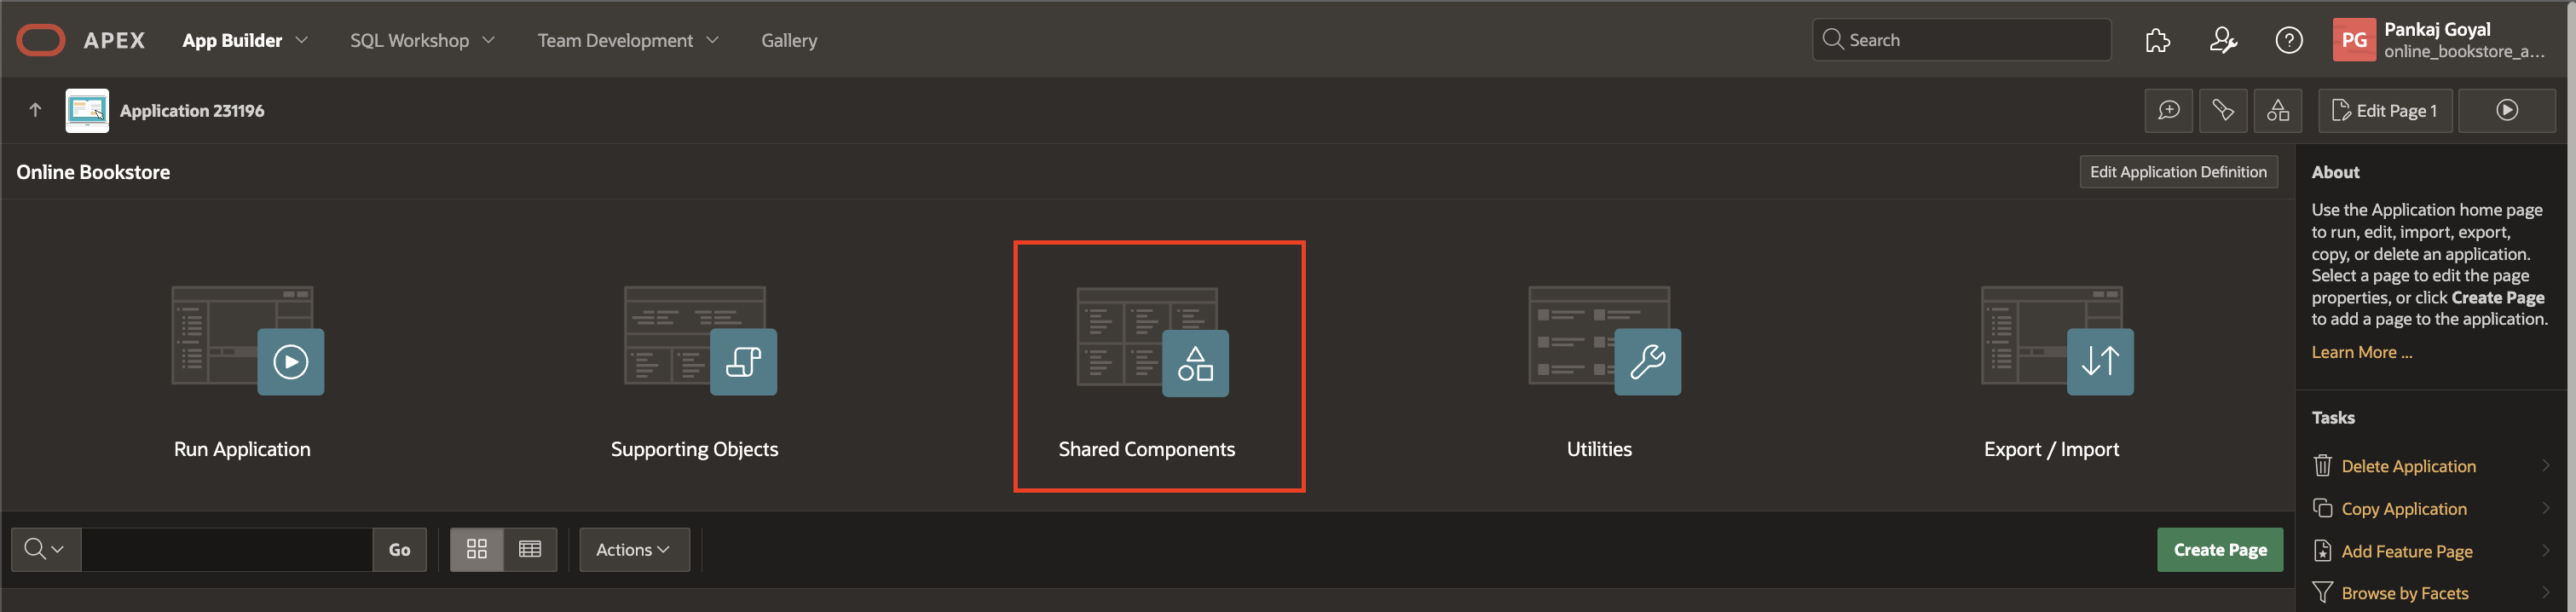 APEX App Builder SQL Workshop Team Development Gallery Search PG Pankaj Goyal
online_bookstore_a...
Application 231196 Edit Page 1
Online Bookstore Edit Application Definition
Run Application Supporting Objects Shared Components Utilities Export / Import
Go Actions Create Page
About
Use the Application home page
to run, edit, import, export,
copy, or delete an application.
Select a page to edit the page
properties, or click Create Page
to add a page to the application.
Learn More ...
Tasks
Delete Application
Copy Application
Add Feature Page
Browse by Facets